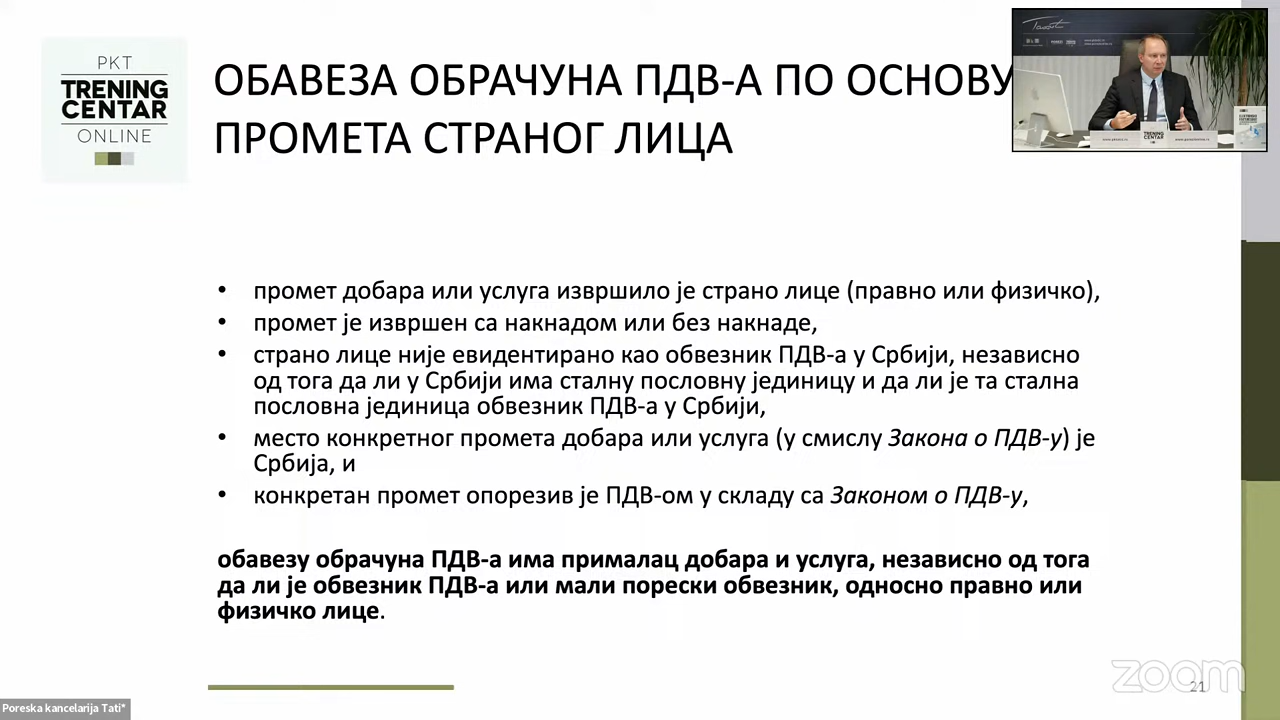 PKT
TRENING
CENTAR
ONLINE
ОБАВЕЗА ОБРАЧУНА ПДВ-А ПО ОСНОВУ
ПРОМЕТА СТРАНОГ ЛИЦА
• промет добара или услуга извршило је страно лице (правно или физичко),
• промет је извршен са накнадом или без накнаде,
• страно лице није евидентирано као обвезник ПДВ-а у Србији, независно
од тога да ли у Србији има сталну пословну јединицу и да ли је та стална
пословна јединица обвезник ПДВ-а у Србији,
• место конкретног промета добара или услуга (у смислу Закона о ПДВ-у) је
Србија, и
• конкретан промет опорезив је ПДВ-ом у складу са Законом о ПДВ-у,
обавезу обрачуна ПДВ-а има прималац добара и услуга, независно од тога
да ли је обвезник ПДВ-а или мали порески обвезник, односно правно или
физичко лице.
TRENING
CENTAR
zoom
21
Poreska kancelarija Tati*